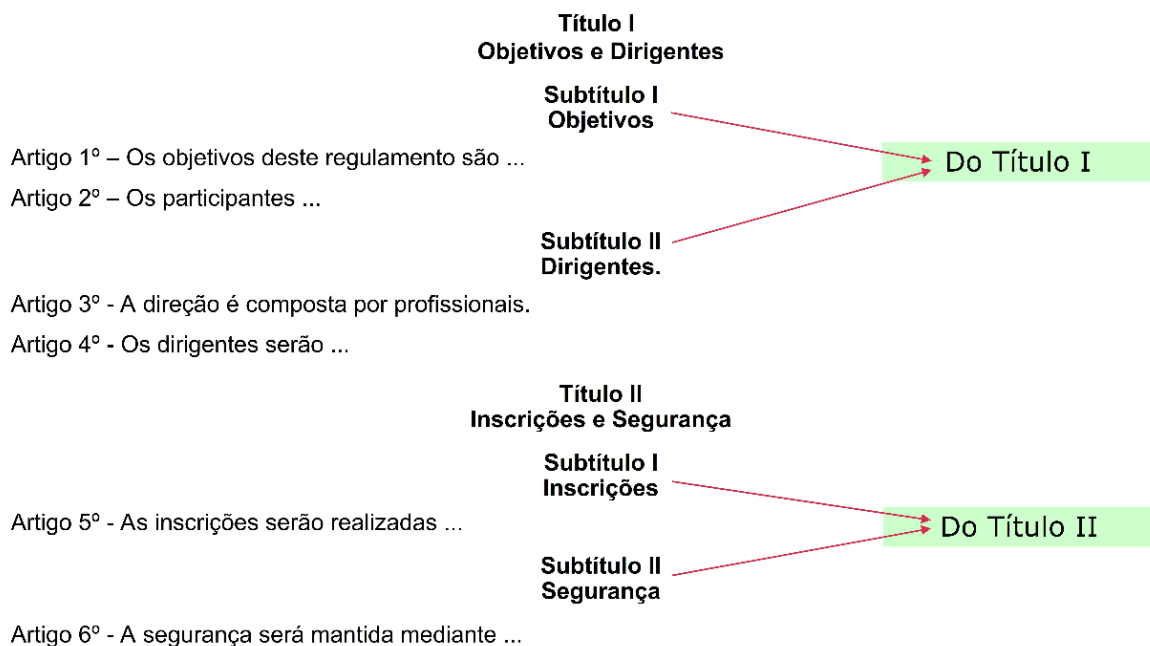 Título I
Objetivos e Dirigentes
Subtítulo I
Objetivos
Artigo 1º – Os objetivos deste regulamento são ...
Do Título I
Artigo 2º – Os participantes ...
Subtítulo II
Dirigentes.
Artigo 3º - A direção é composta por profissionais.
Artigo 4º - Os dirigentes serão ...
Título II
Inscrições e Segurança
Subtítulo I
Inscrições
Artigo 5º - As inscrições serão realizadas ...
Do Título II
Subtítulo II
Segurança
Artigo 6º - A segurança será mantida mediante ...